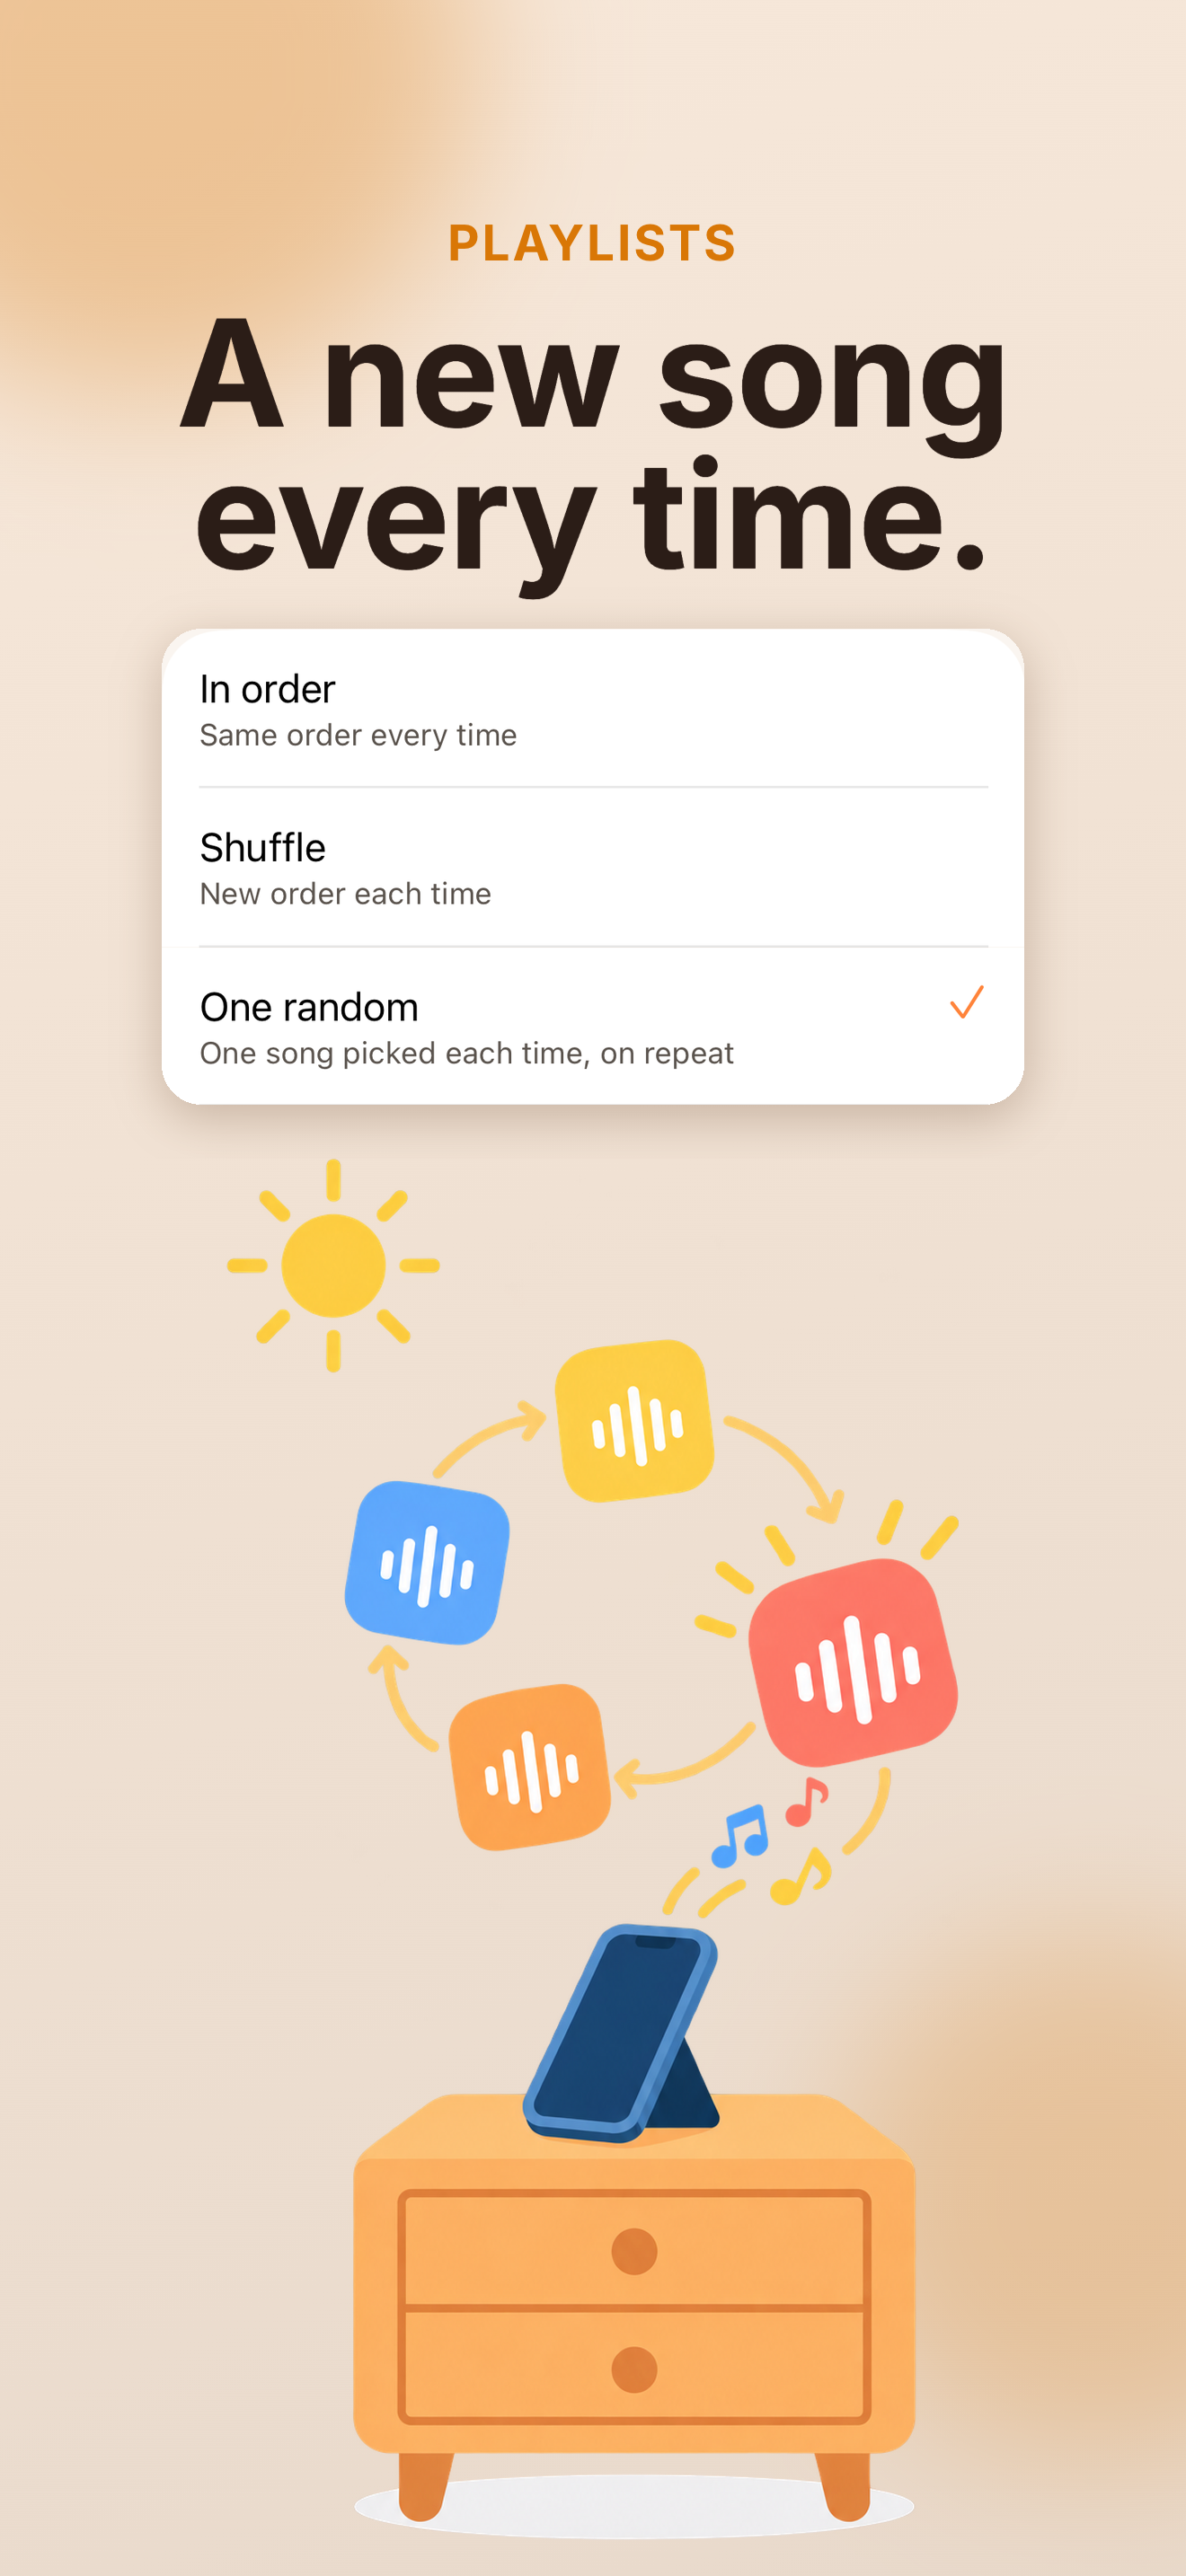 PLAYLISTS
A new song
every time.
In order
Same order every time
Shuffle
New order each time
One random
One song picked each time, on repeat